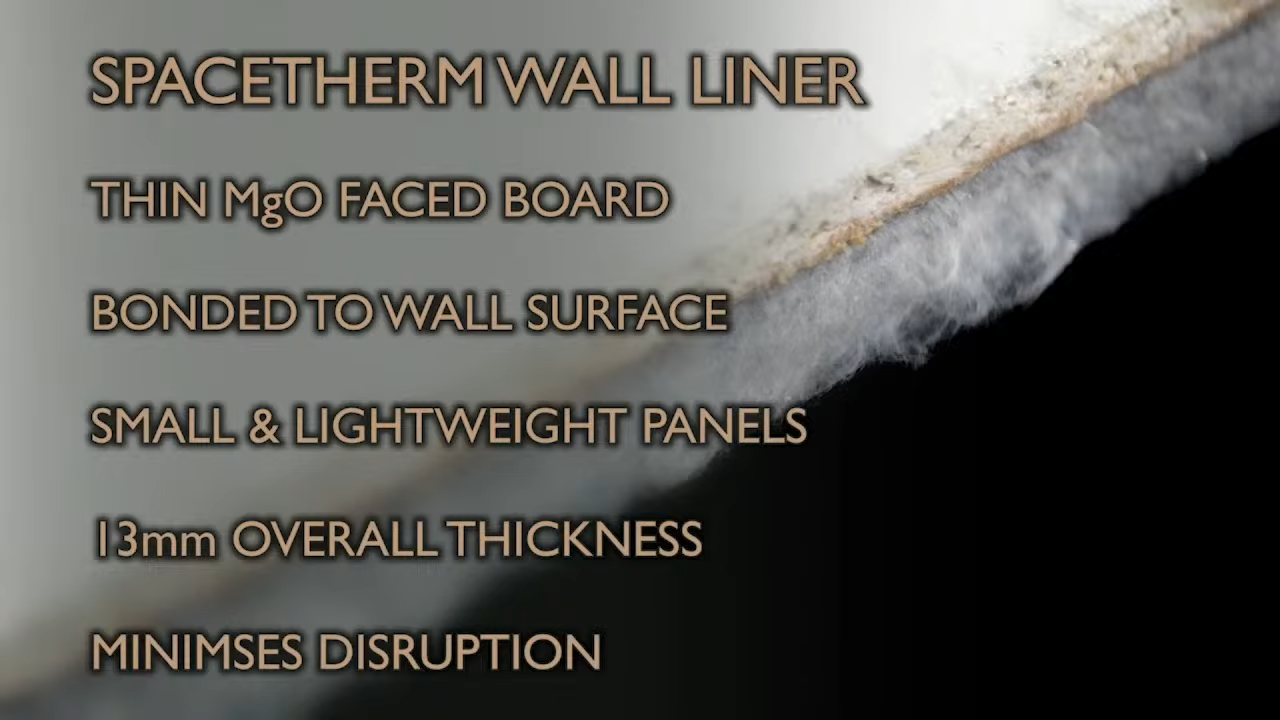 SPACETHERM WALL LINER
THIN MgO FACED BOARD
BONDED TO WALL SURFACE
SMALL & LIGHTWEIGHT PANELS
13mm OVERALL THICKNESS
MINIMSES DISRUPTION